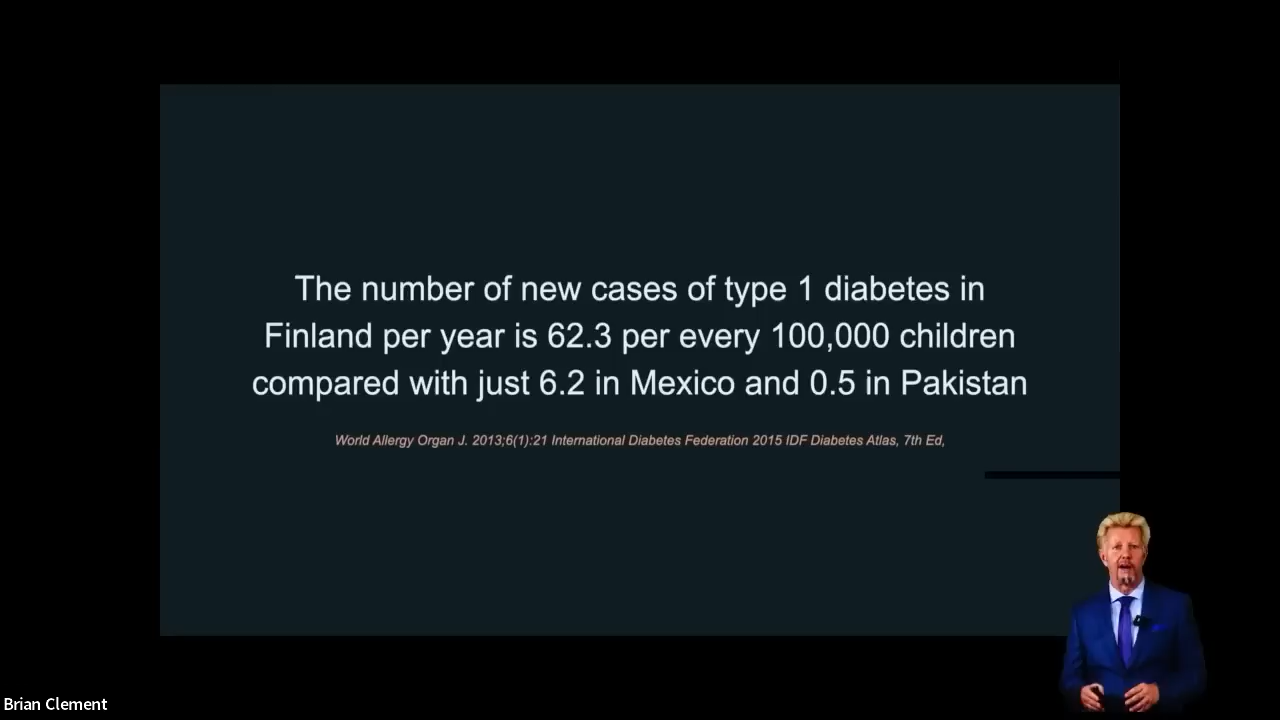 The number of new cases of type 1 diabetes in
Finland per year is 62.3 per every 100,000 children
compared with just 6.2 in Mexico and 0.5 in Pakistan
World Allergy Organ J. 2013;6(1):21 International Diabetes Federation 2015 IDF Diabetes Atlas, 7th Ed,
Brian Clement